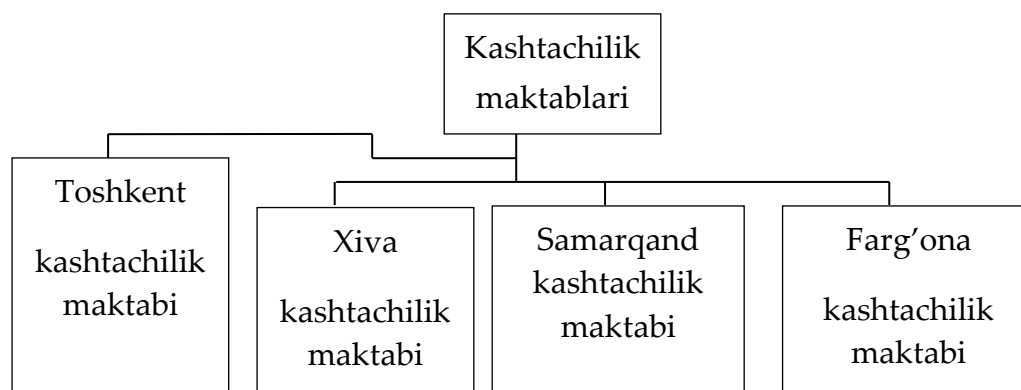 Kashtachilik
maktablari
Toshkent
kashtachilik
maktabi
Xiva
kashtachilik
maktabi
Samarqand
kashtachilik
maktabi
Farg’ona
kashtachilik
maktabi